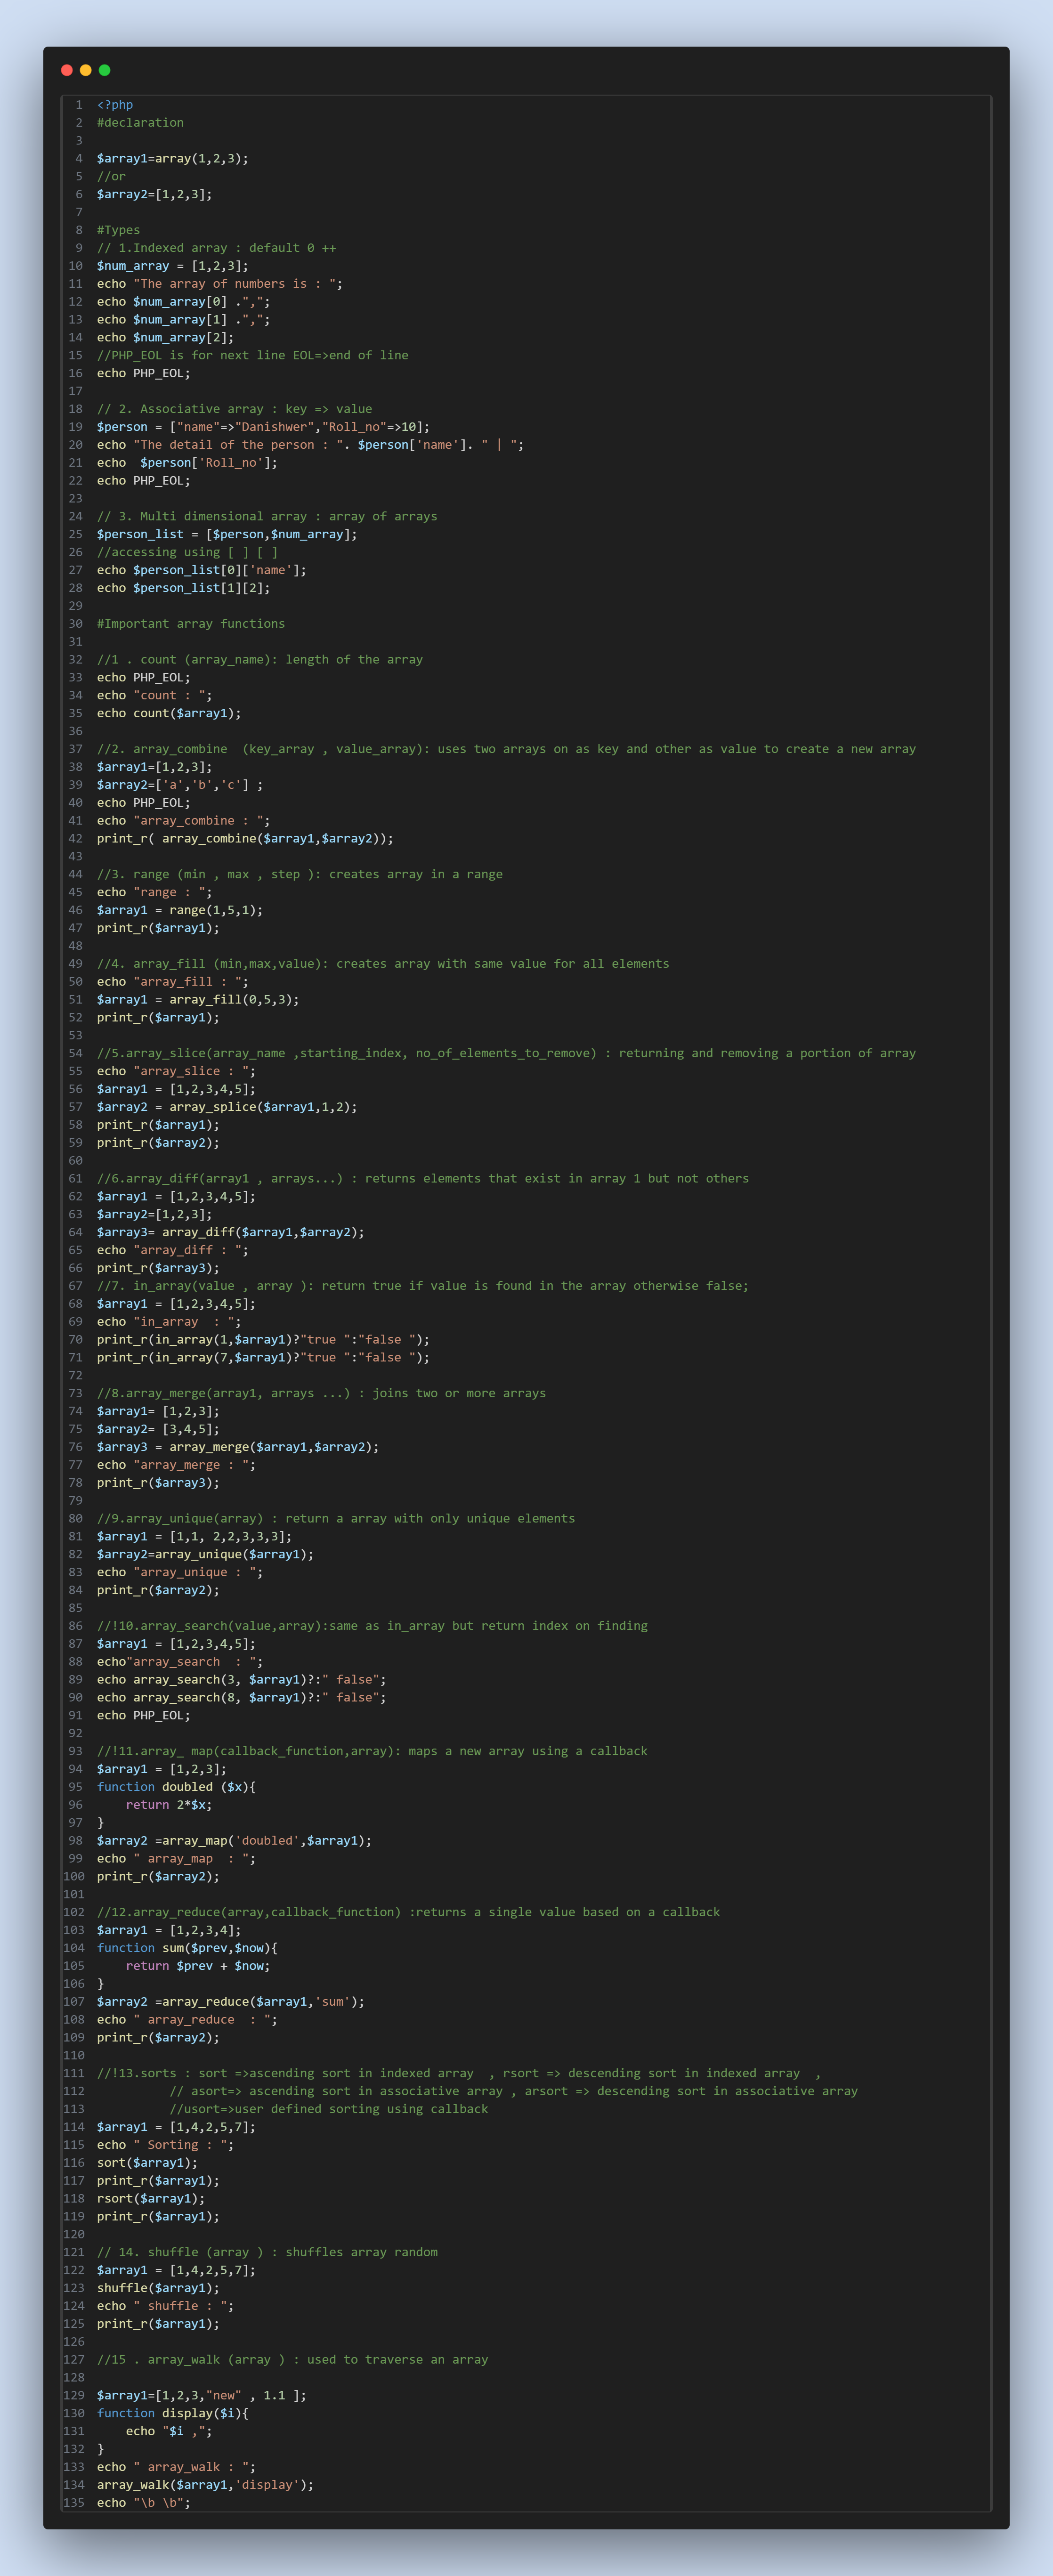 1 <?php
2 #declaration
3
4 $array1=array(1,2,3);
5 //or
6 $array2=[1,2,3];
7
8 #Types
9 // 1.Indexed array : default 0 ++
10 $num_array = [1,2,3];
11 echo "The array of numbers is : ";
12 echo $num_array[0] .",";
13 echo $num_array[1] .",";
14 echo $num_array[2];
15 //PHP_EOL is for next line EOL=>end of line
16 echo PHP_EOL;
17
18 // 2. Associative array : key => value
19 $person = ["name"=>"Danishwer","Roll_no"=>10];
20 echo "The detail of the person : ". $person['name']. " | ";
21 echo  $person['Roll_no'];
22 echo PHP_EOL;
23
24 // 3. Multi dimensional array : array of arrays
25 $person_list = [$person,$num_array];
26 //accessing using [ ] [ ]
27 echo $person_list[0]['name'];
28 echo $person_list[1][2];
29
30 #Important array functions
31
32 //1 . count (array_name): length of the array
33 echo PHP_EOL;
34 echo "count : ";
35 echo count($array1);
36
37 //2. array_combine  (key_array , value_array): uses two arrays on as key and other as value to create a new array
38 $array1=[1,2,3];
39 $array2=['a','b','c'] ;
40 echo PHP_EOL;
41 echo "array_combine : ";
42 print_r( array_combine($array1,$array2));
43
44 //3. range (min , max , step ): creates array in a range
45 echo "range : ";
46 $array1 = range(1,5,1);
47 print_r($array1);
48
49 //4. array_fill (min,max,value): creates array with same value for all elements
50 echo "array_fill : ";
51 $array1 = array_fill(0,5,3);
52 print_r($array1);
53
54 //5.array_slice(array_name ,starting_index, no_of_elements_to_remove) : returning and removing a portion of array
55 echo "array_slice : ";
56 $array1 = [1,2,3,4,5];
57 $array2 = array_splice($array1,1,2);
58 print_r($array1);
59 print_r($array2);
60
61 //6.array_diff(array1 , arrays...) : returns elements that exist in array 1 but not others
62 $array1 = [1,2,3,4,5];
63 $array2=[1,2,3];
64 $array3= array_diff($array1,$array2);
65 echo "array_diff : ";
66 print_r($array3);
67 //7. in_array(value , array ): return true if value is found in the array otherwise false;
68 $array1 = [1,2,3,4,5];
69 echo "in_array  : ";
70 print_r(in_array(1,$array1)?"true ":"false ");
71 print_r(in_array(7,$array1)?"true ":"false ");
72
73 //8.array_merge(array1, arrays ...) : joins two or more arrays
74 $array1= [1,2,3];
75 $array2= [3,4,5];
76 $array3 = array_merge($array1,$array2);
77 echo "array_merge : ";
78 print_r($array3);
79
80 //9.array_unique(array) : return a array with only unique elements
81 $array1 = [1,1, 2,2,3,3,3];
82 $array2=array_unique($array1);
83 echo "array_unique : ";
84 print_r($array2);
85
86 //!10.array_search(value,array):same as in_array but return index on finding
87 $array1 = [1,2,3,4,5];
88 echo"array_search  : ";
89 echo array_search(3, $array1)?:" false";
90 echo array_search(8, $array1)?:" false";
91 echo PHP_EOL;
92
93 //!11.array_ map(callback_function,array): maps a new array using a callback
94 $array1 = [1,2,3];
95 function doubled ($x){
96     return 2*$x;
97 }
98 $array2 =array_map('doubled',$array1);
99 echo " array_map  : ";
100 print_r($array2);
101
102 //12.array_reduce(array,callback_function) :returns a single value based on a callback
103 $array1 = [1,2,3,4];
104 function sum($prev,$now){
105     return $prev + $now;
106 }
107 $array2 =array_reduce($array1,'sum');
108 echo " array_reduce  : ";
109 print_r($array2);
110
111 //!13.sorts : sort =>ascending sort in indexed array  , rsort => descending sort in indexed array  ,
112           // asort=> ascending sort in associative array , arsort => descending sort in associative array
113           //usort=>user defined sorting using callback
114 $array1 = [1,4,2,5,7];
115 echo " Sorting : ";
116 sort($array1);
117 print_r($array1);
118 rsort($array1);
119 print_r($array1);
120
121 // 14. shuffle (array ) : shuffles array random
122 $array1 = [1,4,2,5,7];
123 shuffle($array1);
124 echo " shuffle : ";
125 print_r($array1);
126
127 //15 . array_walk (array ) : used to traverse an array
128
129 $array1=[1,2,3,"new" , 1.1 ];
130 function display($i){
131     echo "$i ,";
132 }
133 echo " array_walk : ";
134 array_walk($array1,'display');
135 echo "\b \b";